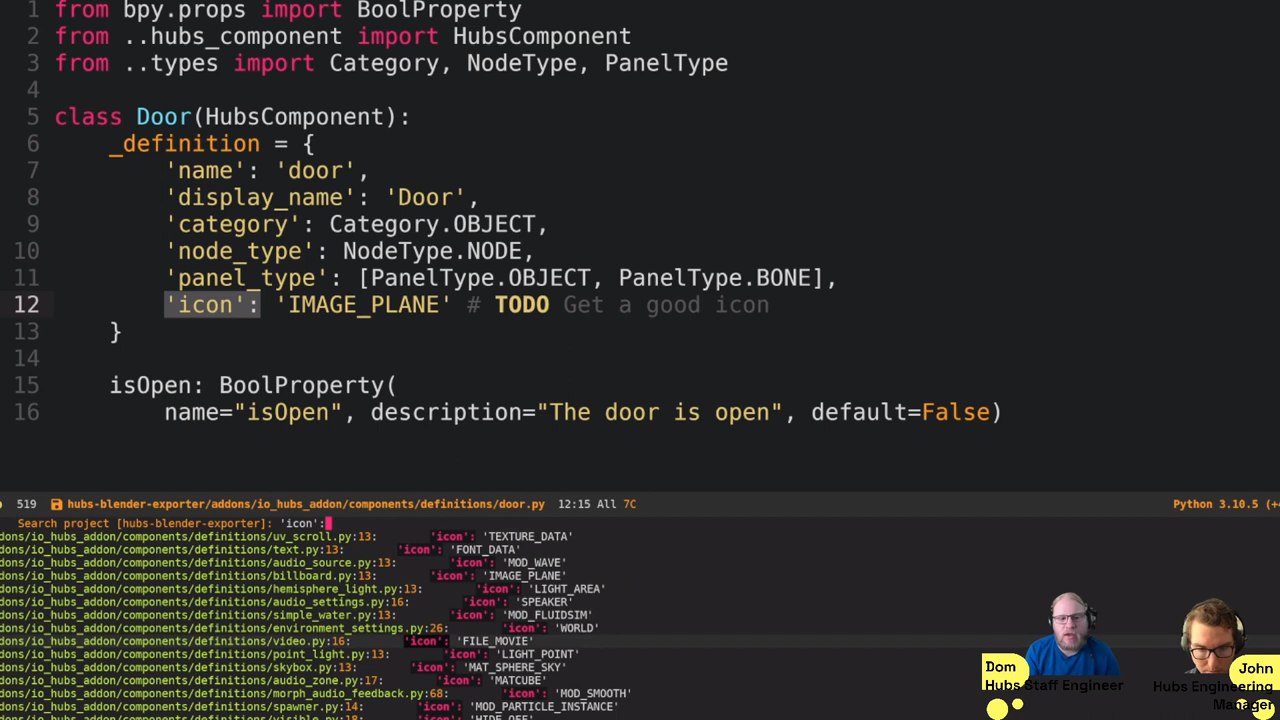 1 from bpy.props import BoolProperty
2 from ..hubs_component import HubsComponent
3 from ..types import Category, NodeType, PanelType
4
5 class Door(HubsComponent):
6 _definition = {
7 'name': 'door',
8 'display_name': 'Door',
9 'category': Category.OBJECT,
10 'node_type': NodeType.NODE,
11 'panel_type': [PanelType.OBJECT, PanelType.BONE],
12 'icon': 'IMAGE_PLANE' # TODO Get a good icon
13 }
14
15 isOpen: BoolProperty(
16 name="isOpen", description="The door is open", default=False)
519 hubs-blender-exporter/addons/io_hubs_addon/components/definitions/door.py 12:15 All 7C Python 3.10.5 (+4
Search project [hubs-blender-exporter]: 'icon':
dons/io_hubs_addon/components/definitions/uv_scroll.py:13: 'icon': 'TEXTURE_DATA'
dons/io_hubs_addon/components/definitions/text.py:13: 'icon': 'FONT_DATA'
dons/io_hubs_addon/components/definitions/audio_source.py:13: 'icon': 'MOD_WAVE'
dons/io_hubs_addon/components/definitions/billboard.py:13: 'icon': 'IMAGE_PLANE'
dons/io_hubs_addon/components/definitions/hemisphere_light.py:13: 'icon': 'LIGHT_AREA'
dons/io_hubs_addon/components/definitions/audio_settings.py:16: 'icon': 'SPEAKER'
dons/io_hubs_addon/components/definitions/simple_water.py:13: 'icon': 'MOD_FLUIDSIM'
dons/io_hubs_addon/components/definitions/environment_settings.py:26: 'icon': 'WORLD'
dons/io_hubs_addon/components/definitions/video.py:16: 'icon': 'FILE_MOVIE'
dons/io_hubs_addon/components/definitions/point_light.py:13: 'icon': 'LIGHT_POINT'
dons/io_hubs_addon/components/definitions/skybox.py:13: 'icon': 'MAT_SPHERE_SKY'
dons/io_hubs_addon/components/definitions/audio_zone.py:17: 'icon': 'MATCUBE'
dons/io_hubs_addon/components/definitions/morph_audio_feedback.py:68: 'icon': 'MOD_SMOOTH'
dons/io_hubs_addon/components/definitions/spawner.py:14: 'icon': 'MOD_PARTICLE_INSTANCE'
dons/io_hubs_addon/components/definitions/visible.py:18: 'icon': 'HIDE_OFF'
Dom
Hubs Staff Engineer
John
Hubs Engineering
Manager